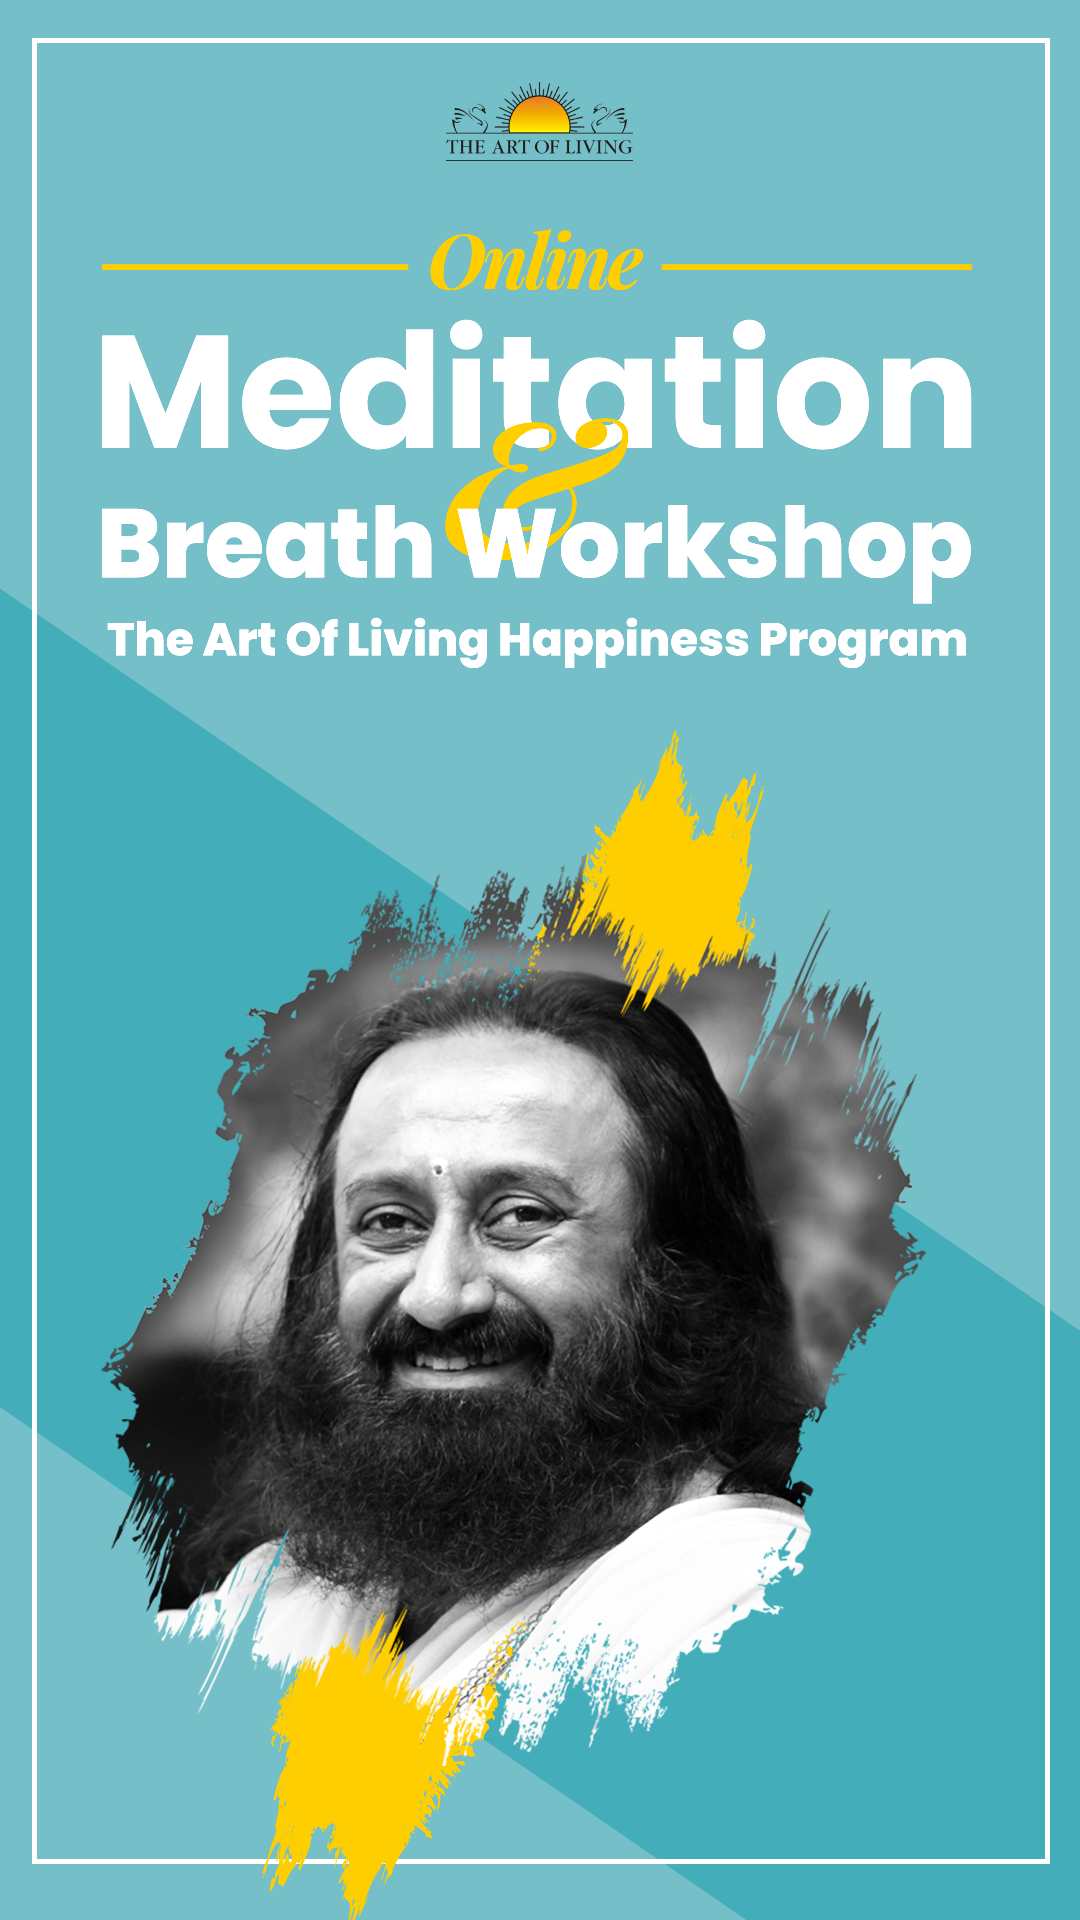 THE ART OF LIVING
Online
Meditation
&
Breath Workshop
The Art Of Living Happiness Program